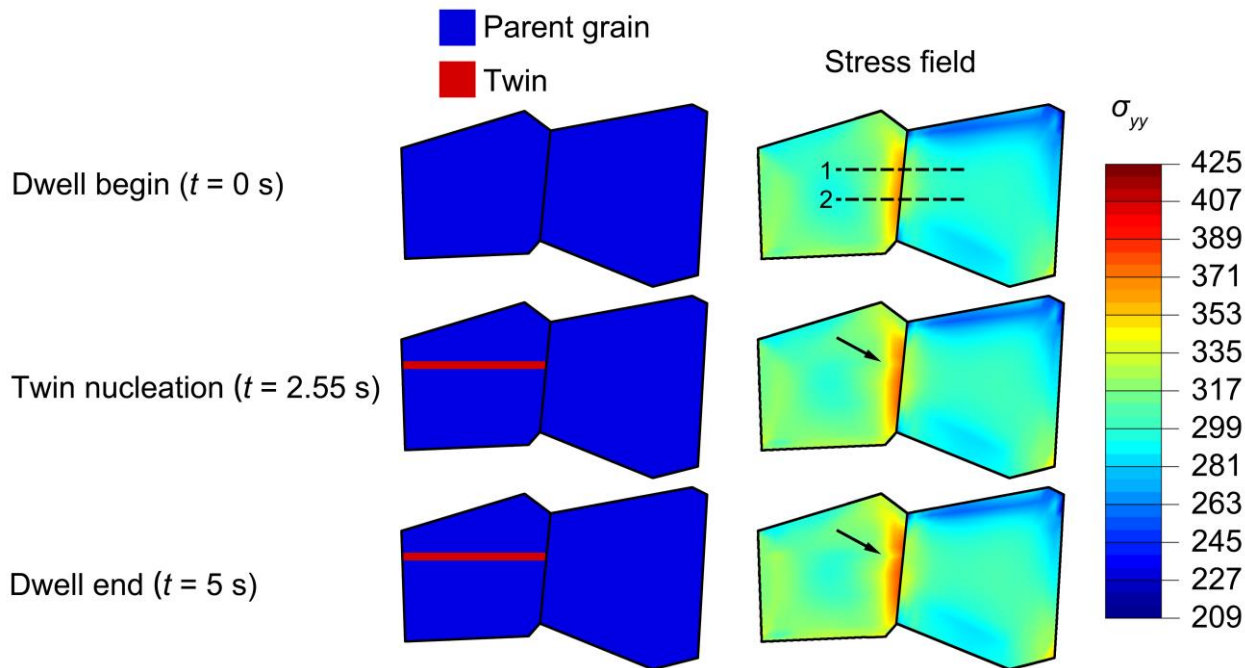 Parent grain
Twin
Stress field
σyy
Dwell begin (t = 0 s)
1
2
Twin nucleation (t = 2.55 s)
Dwell end (t = 5 s)
425
407
389
371
353
335
317
299
281
263
245
227
209